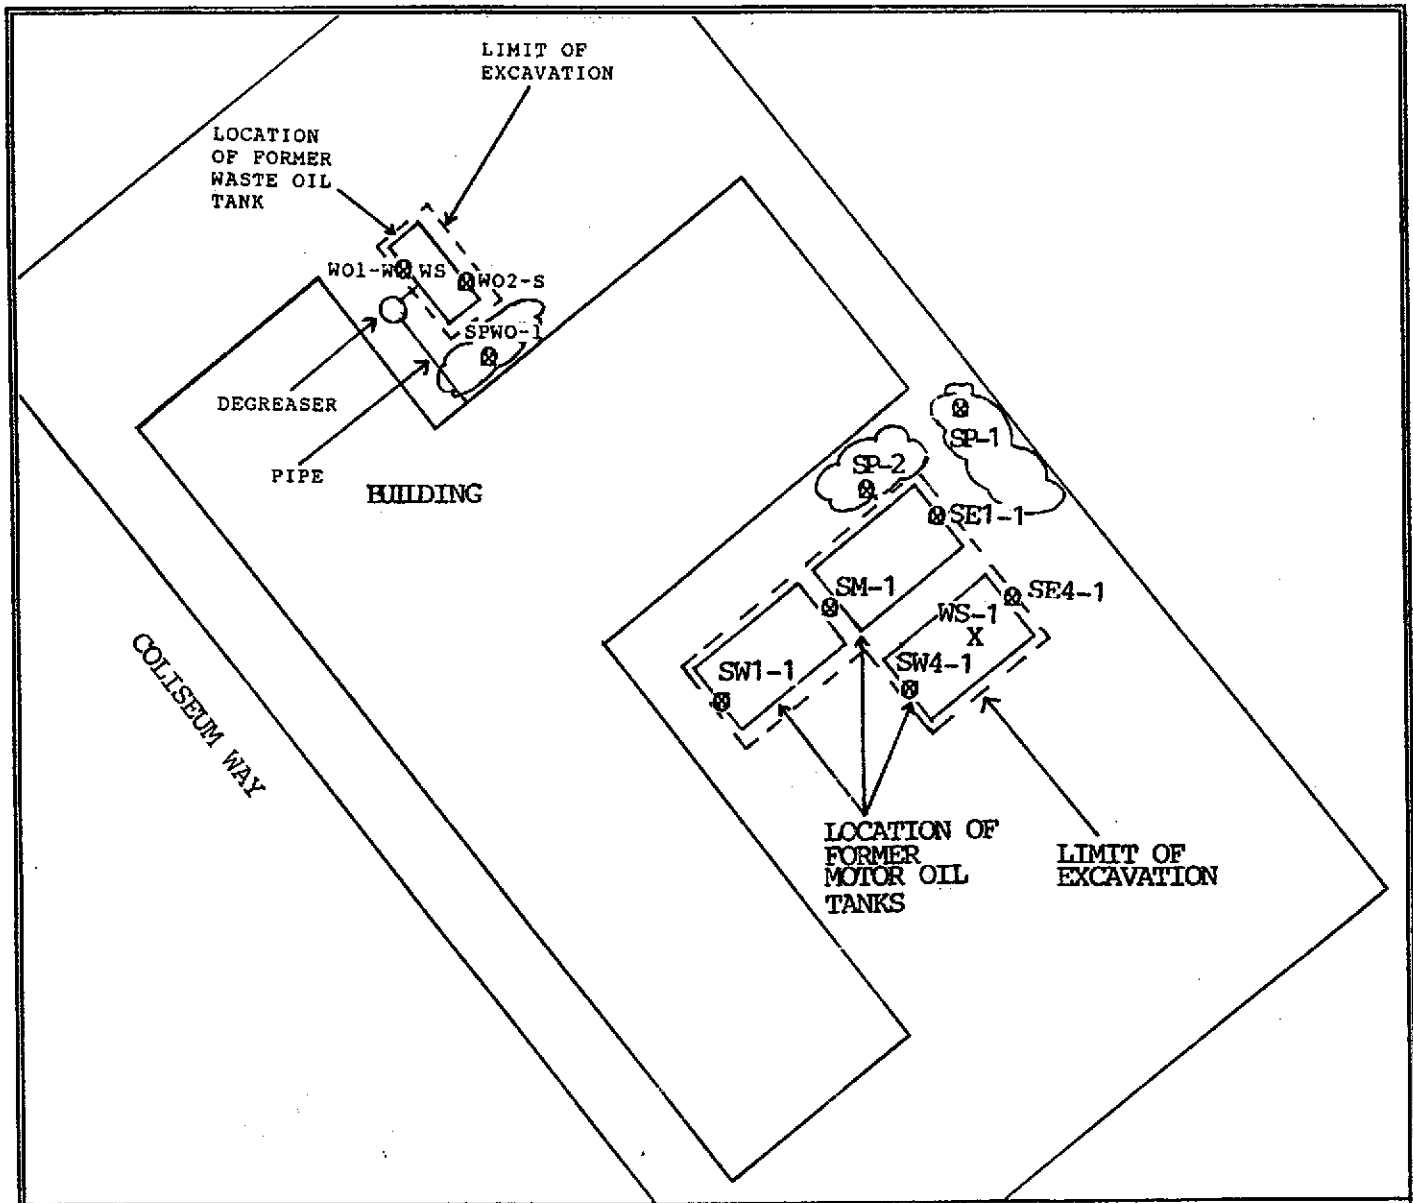 LIMIT OF
EXCAVATION
LOCATION
OF FORMER
WASTE OIL
TANK
WO1-W
WS
WO2-S
SPWO-1
DEGREASER
PIPE
BUILDING
SP-1
SP-2
SE1-1
SM-1
SE4-1
WS-1
X
SW4-1
SW1-1
COLISEUM WAY
LOCATION OF
FORMER
MOTOR OIL
TANKS
LIMIT OF
EXCAVATION